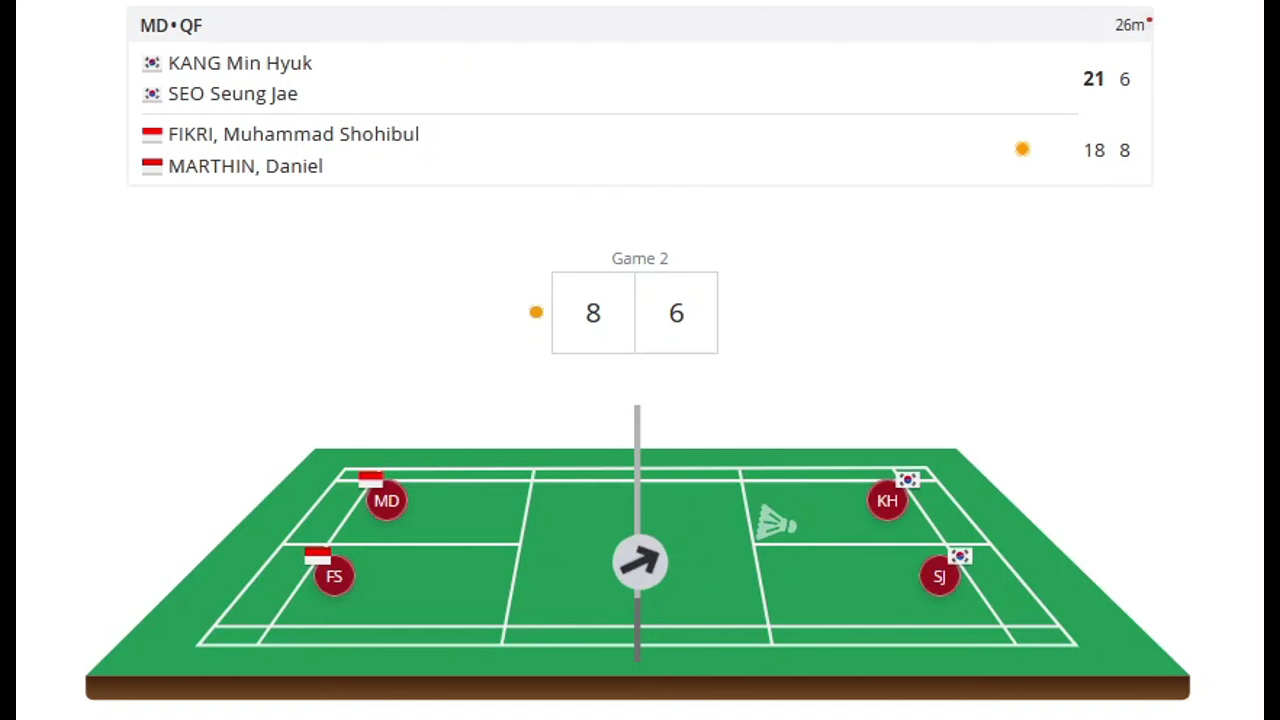 MD•QF 26m
KANG Min Hyuk
SEO Seung Jae
21 6
FIKRI, Muhammad Shohibul
MARTHIN, Daniel
18 8
Game 2
8 6
MD KH
FS SJ